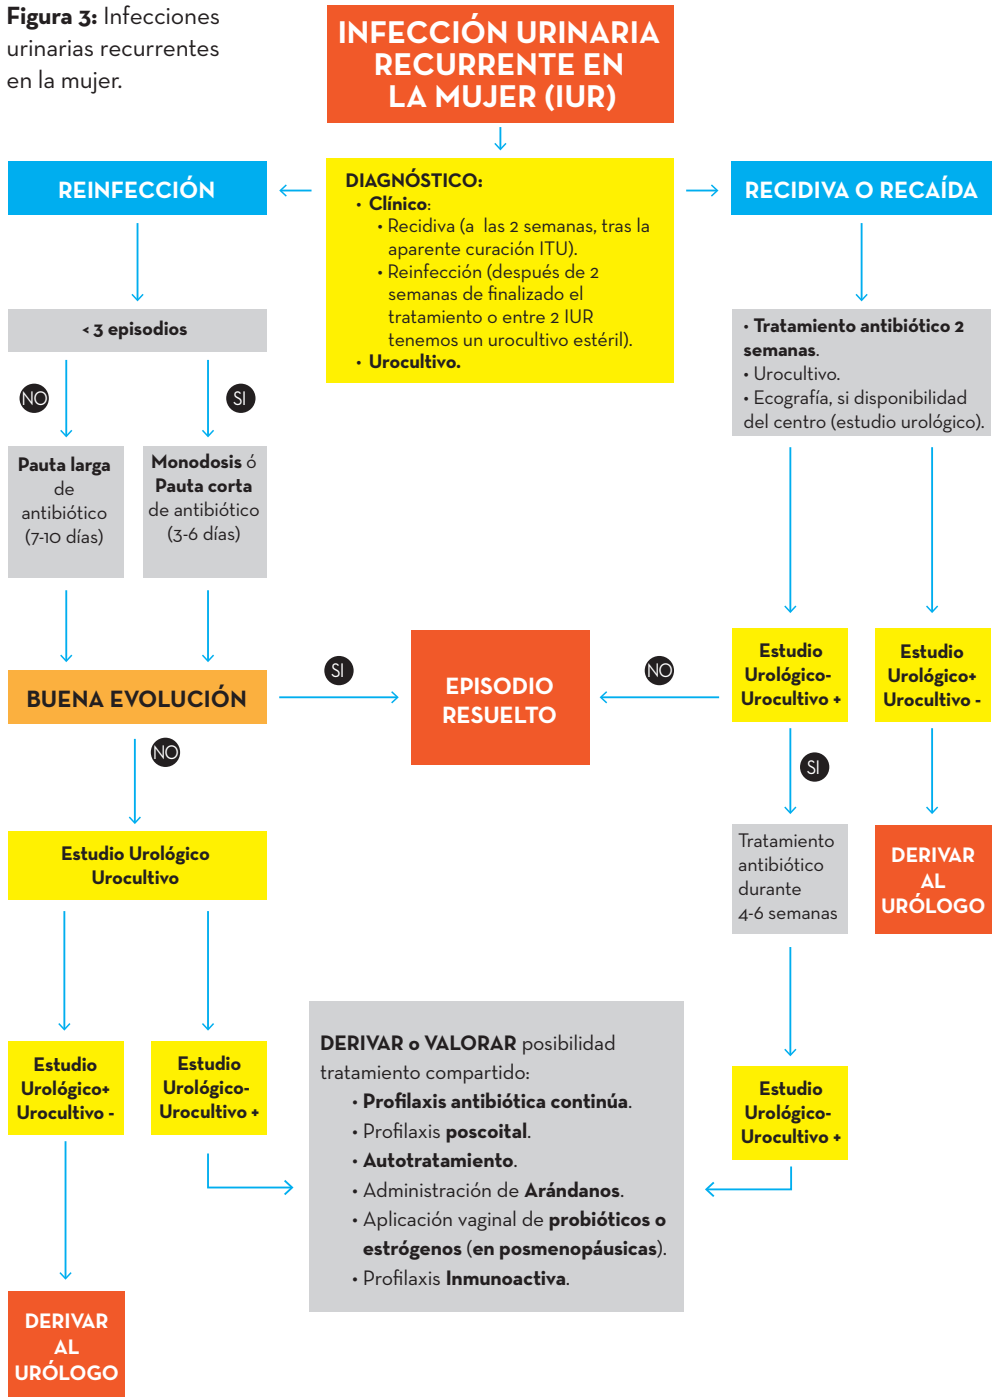 Figura 3: Infecciones
urinarias recurrentes
en la mujer.
INFECCIÓN URINARIA
RECURRENTE EN
LA MUJER (IUR)
REINFECCIÓN
DIAGNÓSTICO:
• Clínico:
• Recidiva (a las 2 semanas, tras la
aparente curación ITU).
• Reinfección (después de 2
semanas de finalizado el
tratamiento o entre 2 IUR
tenemos un urocultivo estéril).
• Urocultivo.
RECIDIVA O RECAÍDA
< 3 episodios
• Tratamiento antibiótico 2
semanas.
• Urocultivo.
• Ecografía, si disponibilidad
del centro (estudio urológico).
NO
SI
Pauta larga
de
antibiótico
(7-10 días)
Monodosis ó
Pauta corta
de antibiótico
(3-6 días)
BUENA EVOLUCIÓN
SI
EPISODIO
RESUELTO
NO
Estudio
Urológico-
Urocultivo +
Estudio
Urológico+
Urocultivo -
NO
SI
Estudio Urológico
Urocultivo
Tratamiento
antibiótico
durante
4-6 semanas
DERIVAR
AL
URÓLOGO
Estudio
Urológico+
Urocultivo -
Estudio
Urológico-
Urocultivo +
DERIVAR o VALORAR posibilidad
tratamiento compartido:
• Profilaxis antibiótica continúa.
• Profilaxis poscoital.
• Autotratamiento.
• Administración de Arándanos.
• Aplicación vaginal de probióticos o
estrógenos (en posmenopáusicas).
• Profilaxis Inmunoactiva.
Estudio
Urológico-
Urocultivo +
DERIVAR
AL
URÓLOGO